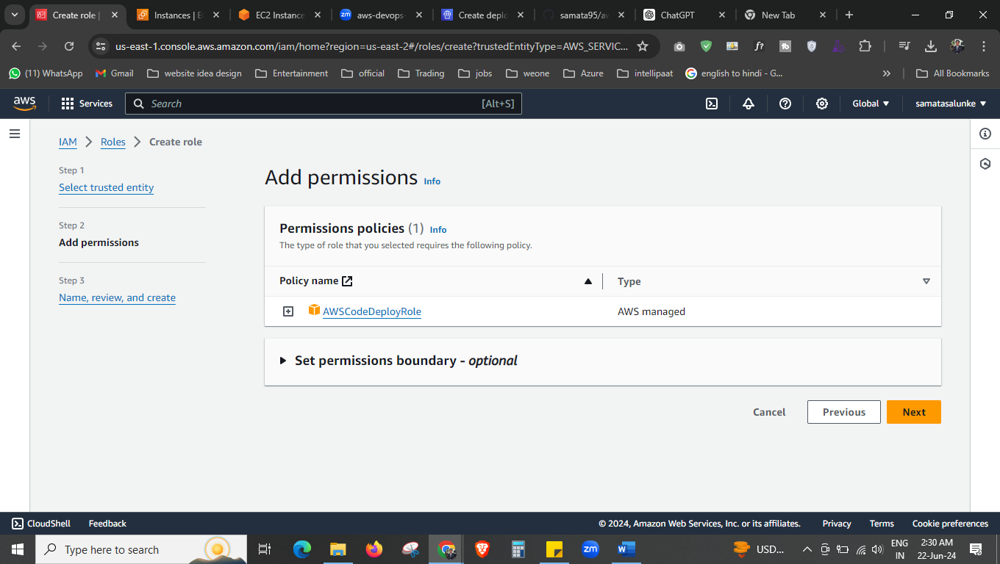 Create role |
Instances | E
EC2 Instance
aws-devops-
Create deplo
samata95/aw
ChatGPT
New Tab
us-east-1.console.aws.amazon.com/iam/home?region=us-east-2#/roles/create?trustedEntityType=AWS_SERVIC...
(11) WhatsApp
Gmail
website idea design
Entertainment
official
Trading
jobs
weone
Azure
intellipaat
english to hindi - G...
All Bookmarks
aws
Services
Search
[Alt+S]
Global
samatasalunke
IAM
Roles
Create role
Step 1
Select trusted entity
Step 2
Add permissions
Step 3
Name, review, and create
Add permissions Info
Permissions policies (1) Info
The type of role that you selected requires the following policy.
Policy name
Type
AWSCodeDeployRole
AWS managed
Set permissions boundary - optional
Cancel
Previous
Next
CloudShell
Feedback
© 2024, Amazon Web Services, Inc. or its affiliates.
Privacy
Terms
Cookie preferences
Type here to search
zm
USD...
ENG
IN
2:30 AM
22-Jun-24